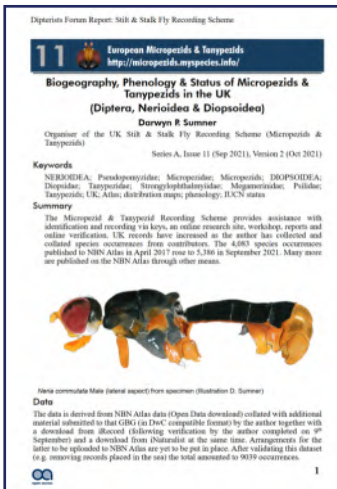 Dipterists Forum Report: Stilt & Stalk Fly Recording Scheme
11 European Micropezids & Tanypezids
http://micropezids.myspecies.info/
Biogeography, Phenology & Status of Micropezids &
Tanypezids in the UK
(Diptera, Nerioidea & Diopsoidea)
Darwyn P. Sumner
Organiser of the UK Stilt & Stalk Fly Recording Scheme (Micropezids &
Tanypezids)
Series A, Issue 11 (Sep 2021), Version 2 (Oct 2021)
Keywords
NERIOIDEA; Pseudopomyzidae; Micropezidae; Micropezids; DIOPSOIDEA;
Diopsidae; Tanypezidae; Strongylophthalmyiidae; Megamerinidae; Psilidae;
Tanypezids; UK; Atlas; distribution maps; phenology; IUCN status
Summary
The Micropezid & Tanypezid Recording Scheme provides assistance with
identification and recording via keys, an online research site, workshop, reports and
online verification. UK records have increased as the author has collected and
collated species occurrences from contributors. The 4,083 species occurrences
published to NBN Atlas in April 2017 rose to 5,386 in September 2021. Many more
are published on the NBN Atlas through other means.
Neria commutata Male (lateral aspect) from specimen (Illustration D. Sumner)
Data
The data is derived from NBN Atlas data (Open Data download) collated with additional
material submitted to that GBG (in DwC compatible format) by the author together with
a download from iRecord (following verification by the author completed on 9th
September) and a download from iNaturalist at the same time. Arrangements for the
latter to be uploaded to NBN Atlas are yet to be put in place. After validating this dataset
(e.g. removing records placed in the sea) the total amounted to 9039 occurrences.
1